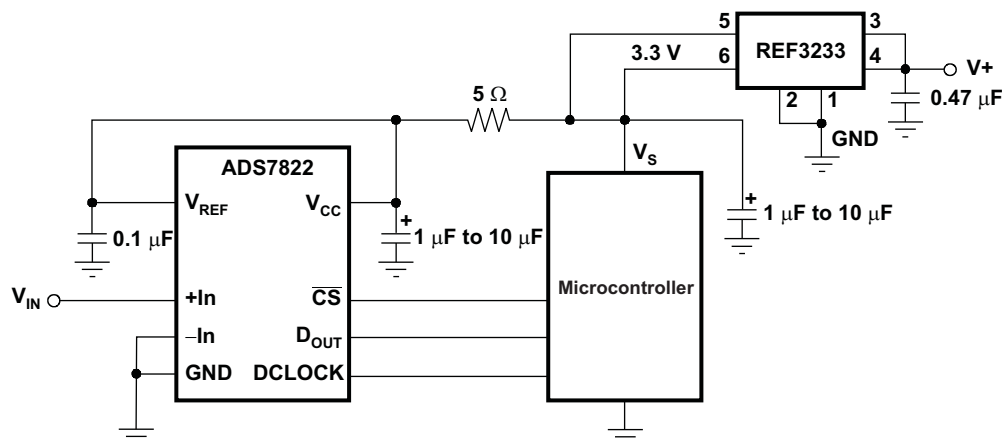 5
3
REF3233
3.3 V
6
4
V+
5 Ω
2
1
0.47 μF
GND
ADS7822
V_S
V_REF
V_CC
+
+
0.1 μF
1 μF to 10 μF
1 μF to 10 μF
Microcontroller
V_IN
+In
C̅S̅
−In
D_OUT
GND
DCLOCK